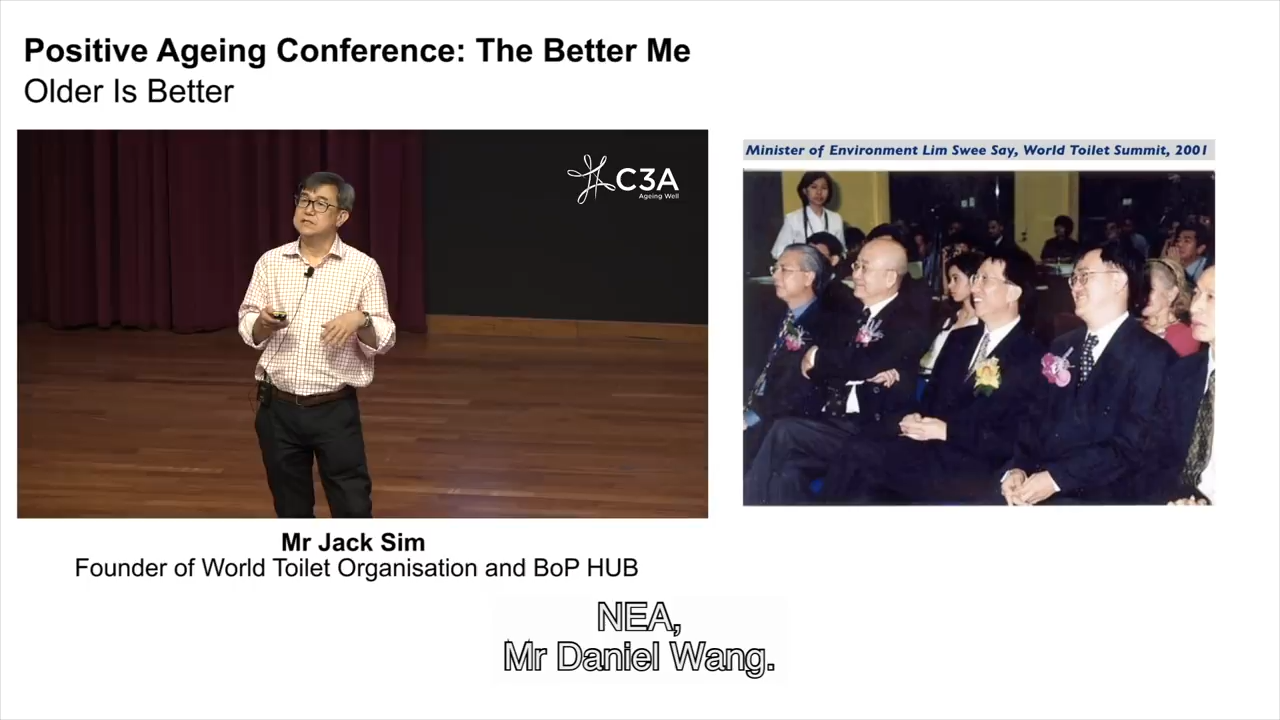 Positive Ageing Conference: The Better Me
Older Is Better
C3A
Ageing Well
Minister of Environment Lim Swee Say, World Toilet Summit, 2001
Mr Jack Sim
Founder of World Toilet Organisation and BoP HUB
NEA,
Mr Daniel Wang.